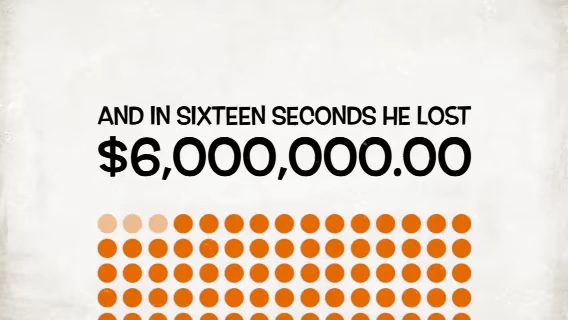 AND IN SIXTEEN SECONDS HE LOST
$6,000,000.00